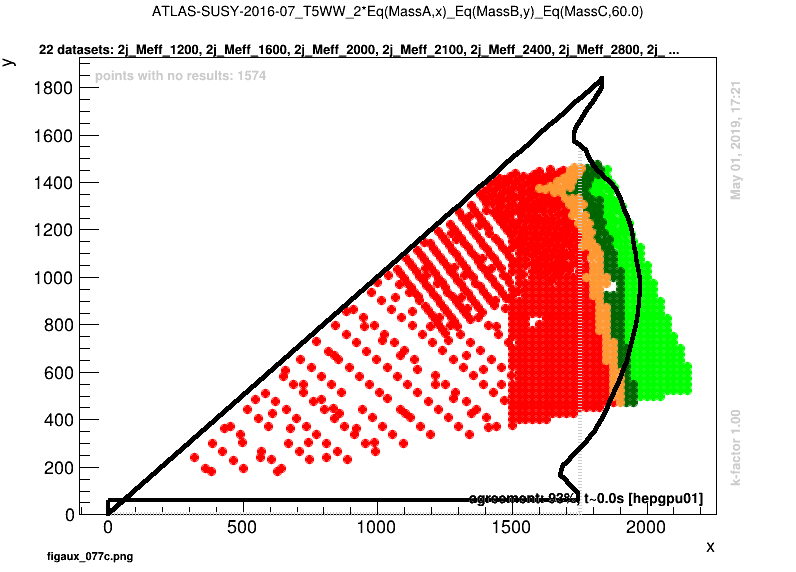 ATLAS-SUSY-2016-07_T5WW_2*Eq(MassA,x)_Eq(MassB,y)_Eq(MassC,60.0)
22 datasets: 2j_Meff_1200, 2j_Meff_1600, 2j_Meff_2000, 2j_Meff_2100, 2j_Meff_2400, 2j_Meff_2800, 2j_ ...
y
points with no results: 1574
May 01, 2019, 17:21
1800
1600
1400
1200
1000
800
600
400
200
0
k-factor 1.00
agreement: 93%, t~0.0s [hepgpu01]
0
500
1000
1500
2000
x
figaux_077c.png